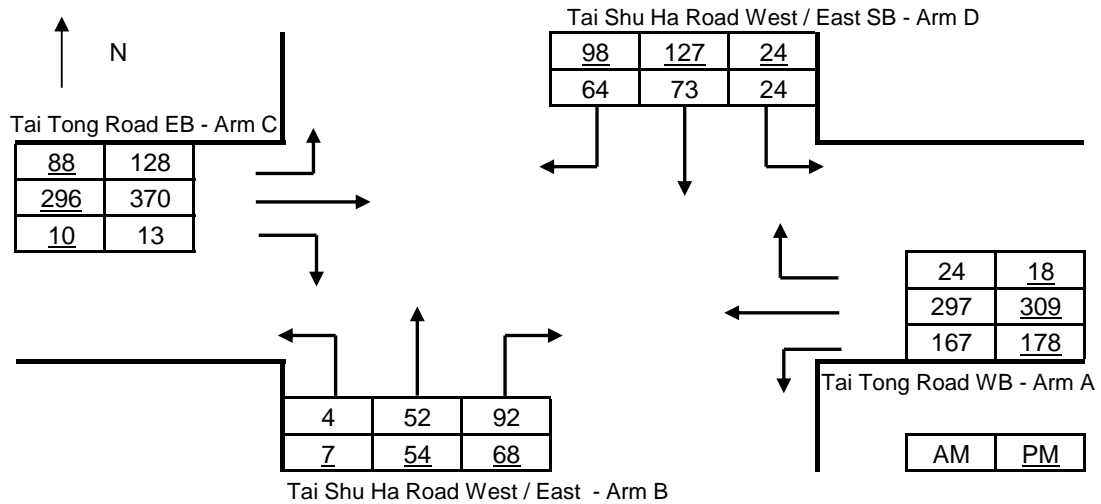 Tai Shu Ha Road West / East SB - Arm D
98 127 24
64 73 24
N
Tai Tong Road EB - Arm C
88 128
296 370
10 13
24 18
297 309
167 178
Tai Tong Road WB - Arm A
4 52 92
7 54 68
Tai Shu Ha Road West / East - Arm B
AM PM